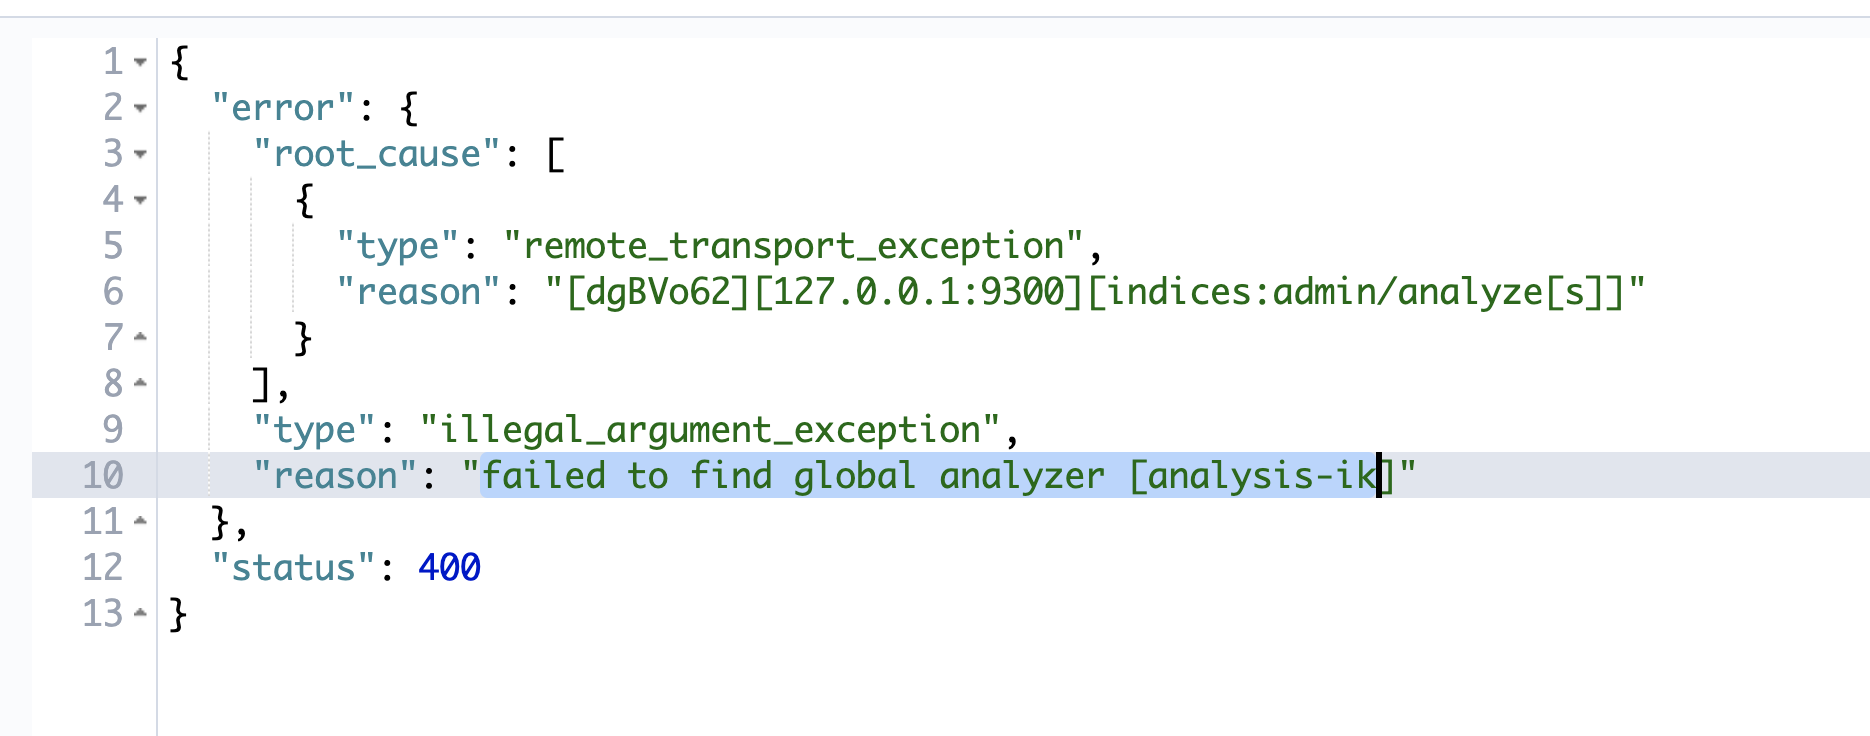 1 {
2 "error": {
3 "root_cause": [
4 {
5 "type": "remote_transport_exception",
6 "reason": "[dgBVo62][127.0.0.1:9300][indices:admin/analyze[s]]"
7 }
8 ],
9 "type": "illegal_argument_exception",
10 "reason": "failed to find global analyzer [analysis-ik]"
11 },
12 "status": 400
13 }